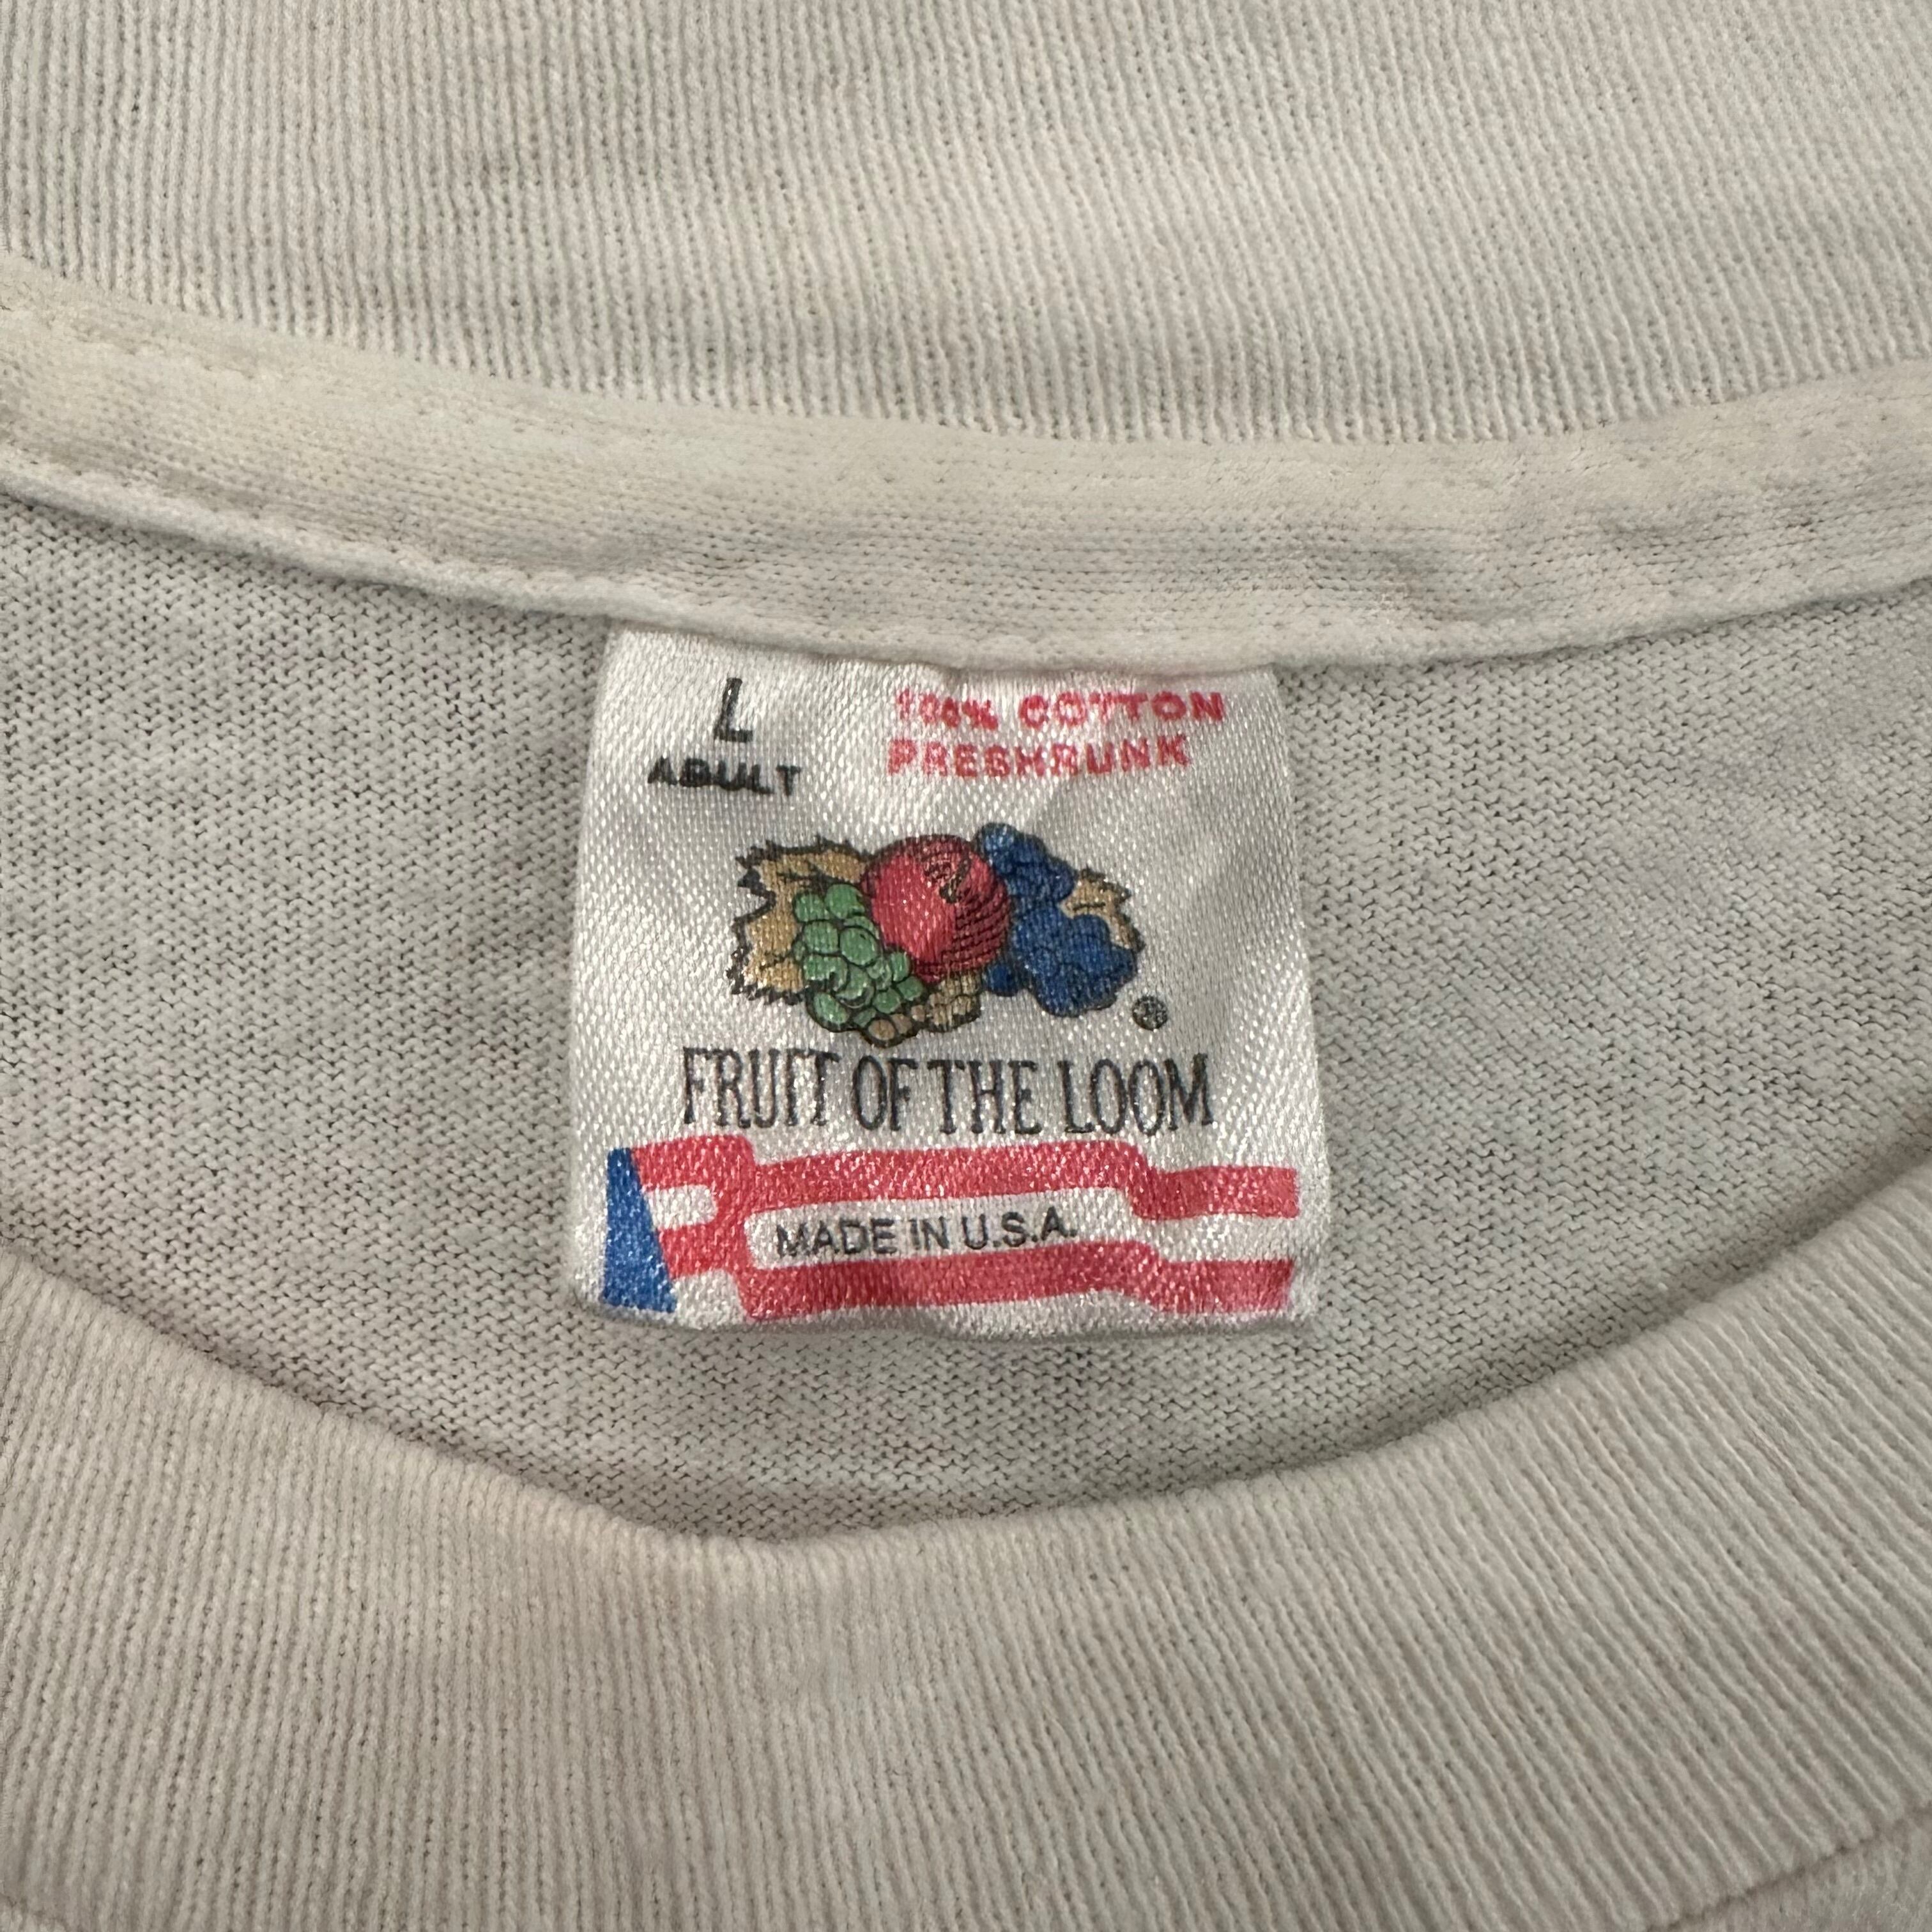 L
ADULT
100% COTTON
PRESHRUNK
®
FRUIT OF THE LOOM
MADE IN U.S.A.